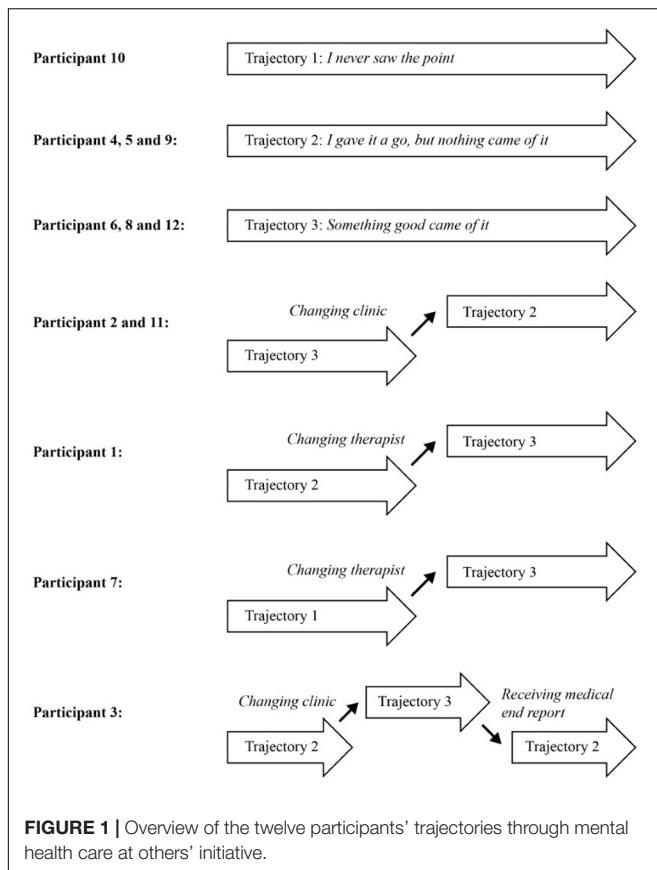 Participant 10
Trajectory 1: I never saw the point
Participant 4, 5 and 9:
Trajectory 2: I gave it a go, but nothing came of it
Participant 6, 8 and 12:
Trajectory 3: Something good came of it
Participant 2 and 11:
Trajectory 3
Changing clinic
Trajectory 2
Participant 1:
Trajectory 2
Changing therapist
Trajectory 3
Participant 7:
Trajectory 1
Changing therapist
Trajectory 3
Participant 3:
Trajectory 2
Changing clinic
Trajectory 3
Receiving medical
end report
Trajectory 2
FIGURE 1 | Overview of the twelve participants’ trajectories through mental
health care at others’ initiative.